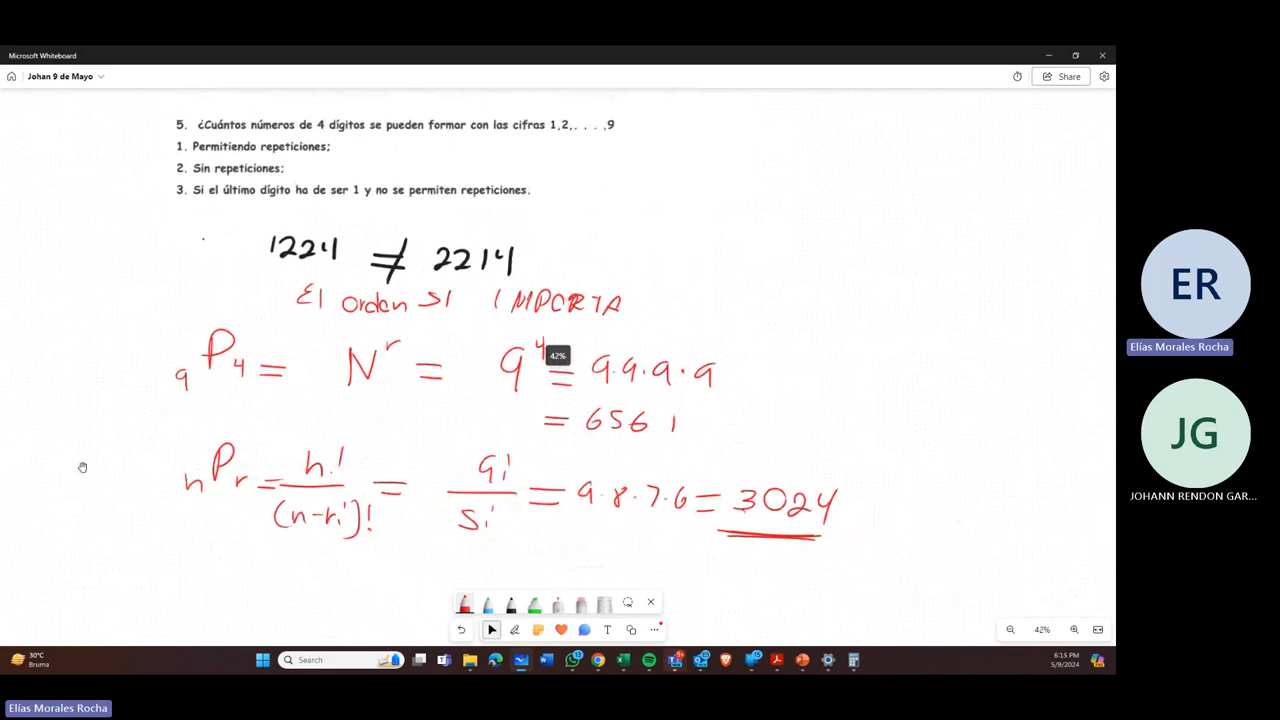 Microsoft Whiteboard
Johan 9 de Mayo
Share
5. ¿Cuántos números de 4 dígitos se pueden formar con las cifras 1,2,. . . ,9
1. Permitiendo repeticiones;
2. Sin repeticiones;
3. Si el último dígito ha de ser 1 y no se permiten repeticiones.
1224 ≠ 2214
El orden SI IMPORTA
9P4 = N^r = 9^4 = 9.9.9.9
42%
= 6561
nPr = n!/(n-r)! = 9!/5! = 9.8.7.6 = 3024
ER
Elías Morales Rocha
JG
JOHANN RENDON GAR...
42%
30°C
Bruma
Search
6:15 PM
5/9/2024
Elías Morales Rocha